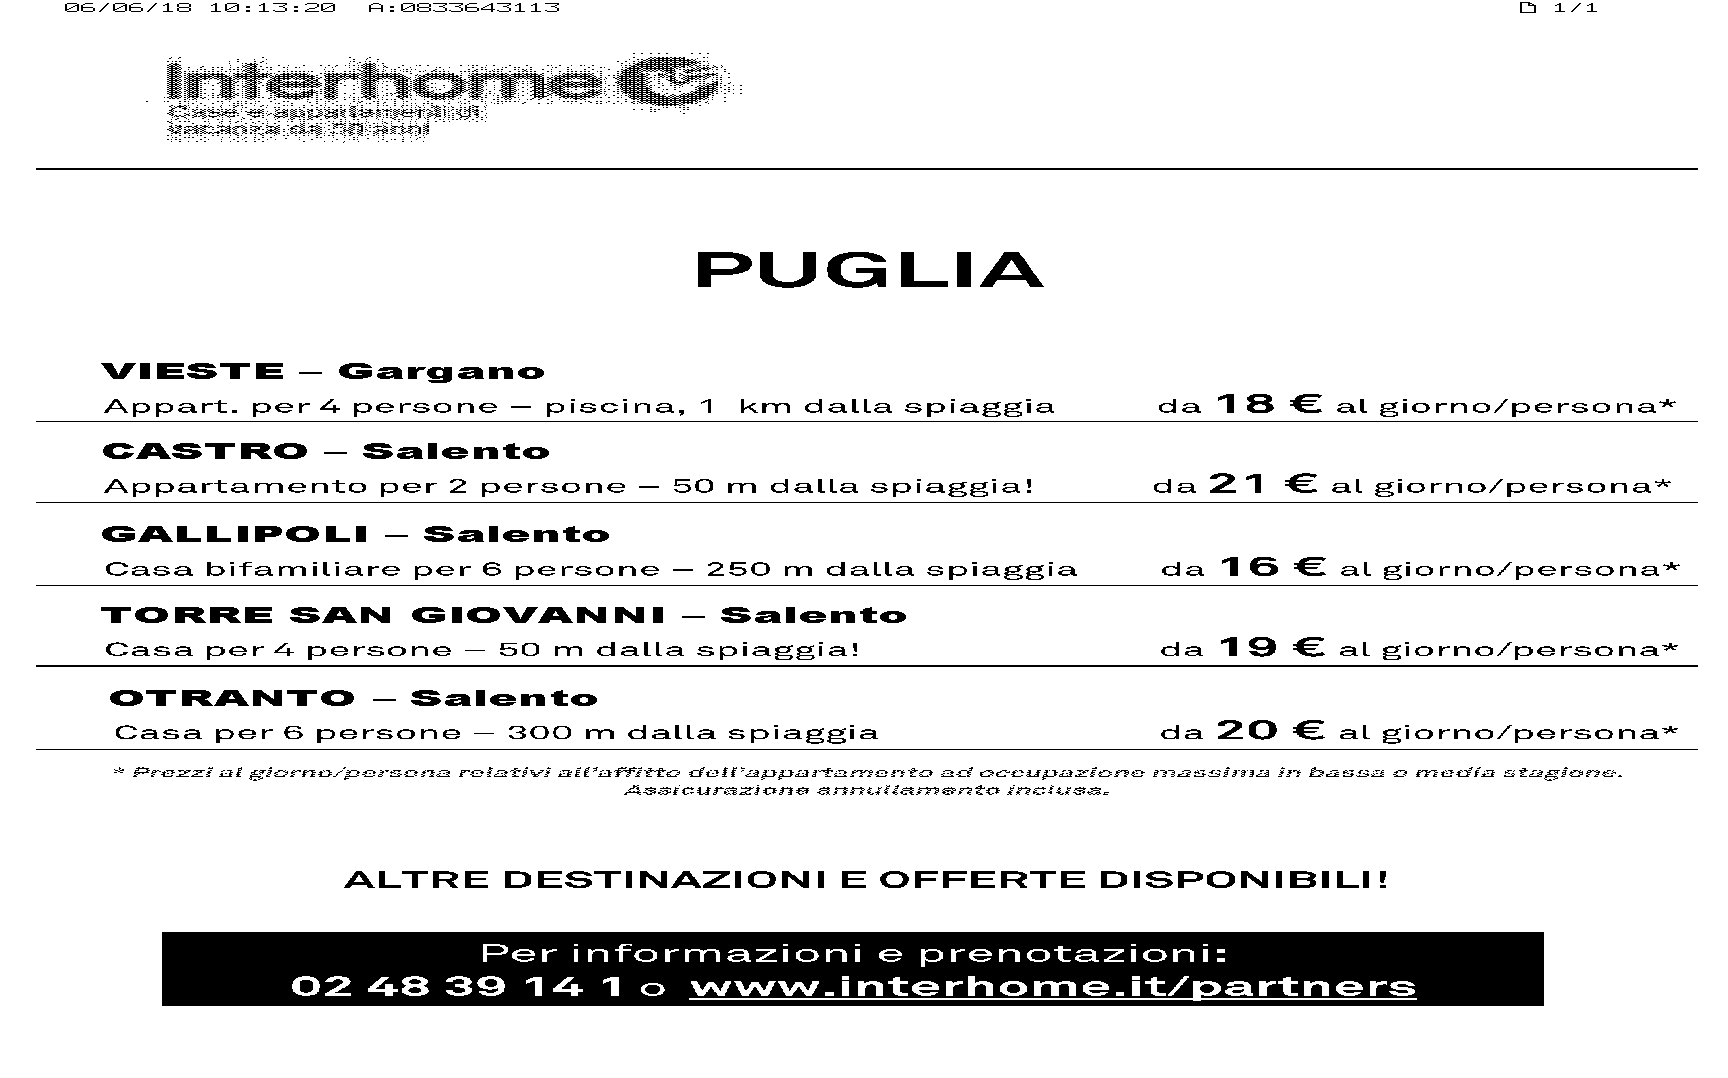 06/06/18 10:13:20 A:0833643113 1/1
Interhome
Case e appartamenti di
vacanza da 50 anni
PUGLIA
VIESTE – Gargano
Appart. per 4 persone – piscina, 1 km dalla spiaggia da 18 € al giorno/persona*
CASTRO – Salento
Appartamento per 2 persone – 50 m dalla spiaggia! da 21 € al giorno/persona*
GALLIPOLI – Salento
Casa bifamiliare per 6 persone – 250 m dalla spiaggia da 16 € al giorno/persona*
TORRE SAN GIOVANNI – Salento
Casa per 4 persone – 50 m dalla spiaggia! da 19 € al giorno/persona*
OTRANTO – Salento
Casa per 6 persone – 300 m dalla spiaggia da 20 € al giorno/persona*
* Prezzi al giorno/persona relativi all'affitto dell'appartamento ad occupazione massima in bassa o media stagione.
Assicurazione annullamento inclusa.
ALTRE DESTINAZIONI E OFFERTE DISPONIBILI!
Per informazioni e prenotazioni:
02 48 39 14 1 o www.interhome.it/partners